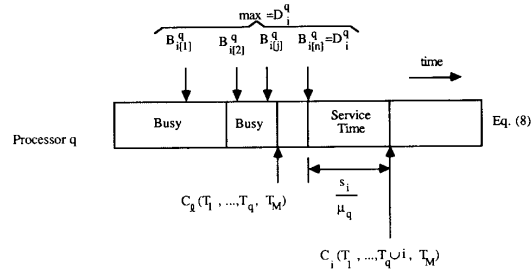 max = D_i^q
B_{i[1]}^q B_{i[2]}^q B_{i[j]}^q B_{i[n]}^q = D_i^q
time
Busy Busy Service Time
Eq. (8)
Processor q
C_ℓ (T_1 , ...,T_q, T_M)
s_i / μ_q
C_i (T_1 , ...,T_q ∪ i, T_M)